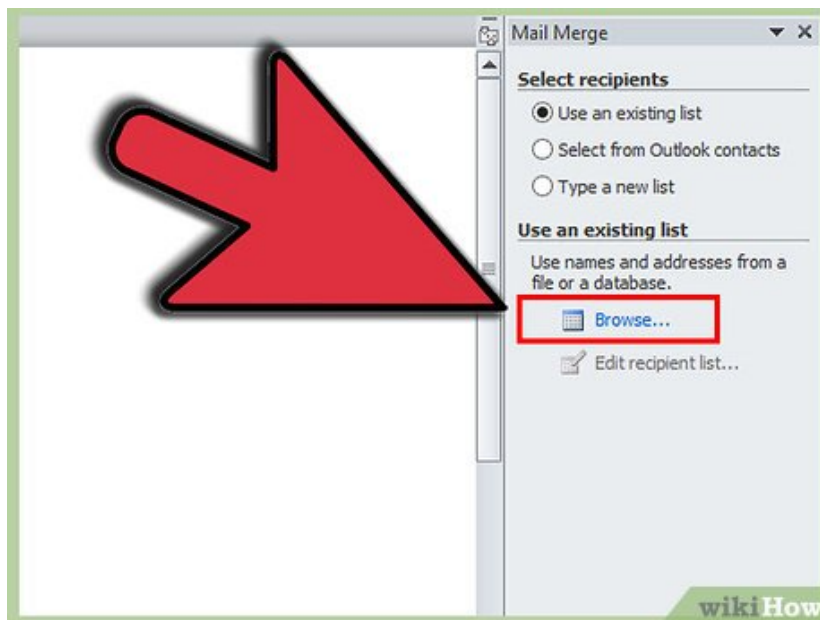 Mail Merge
Select recipients
Use an existing list
Select from Outlook contacts
Type a new list
Use an existing list
Use names and addresses from a
file or a database.
Browse...
Edit recipient list...
wikiHow